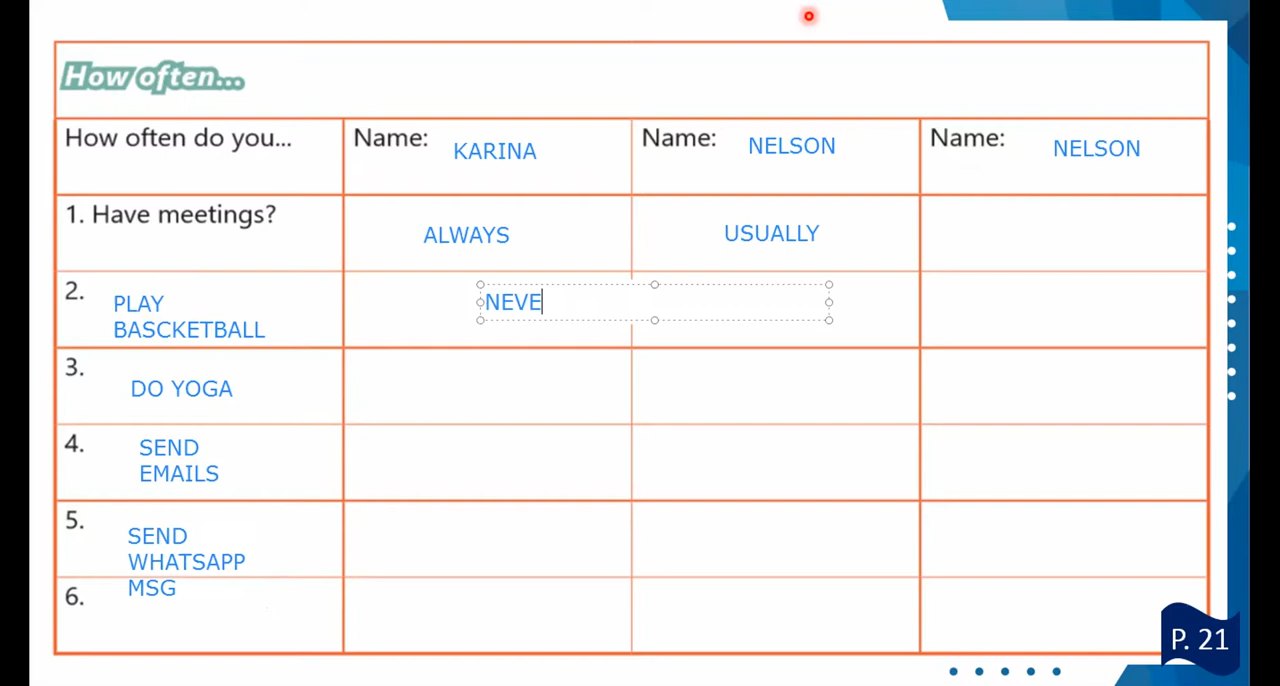 How often...
How often do you...
Name: KARINA
Name: NELSON
Name: NELSON
1. Have meetings?
ALWAYS
USUALLY
2. PLAY
BASCKETBALL
NEVE
3. DO YOGA
4. SEND
EMAILS
5. SEND
WHATSAPP
MSG
6.
P. 21